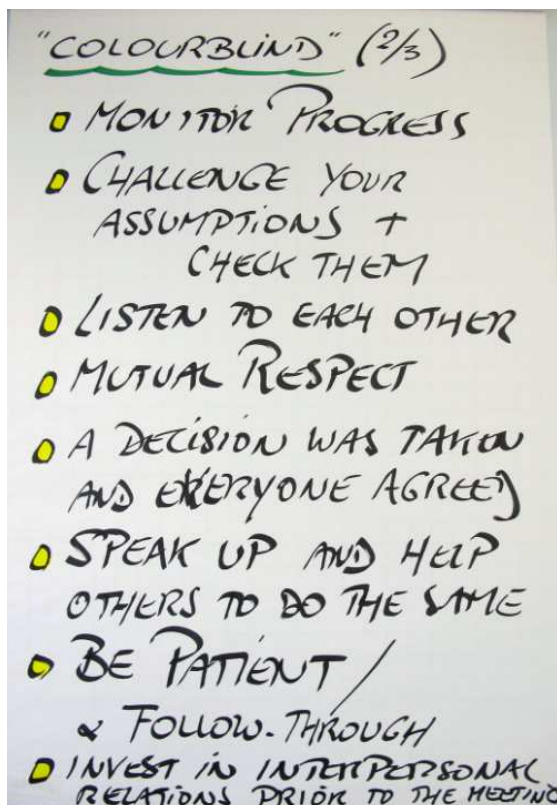 "COLOURBLIND" (2/3)
MONITOR PROGRESS
CHALLENGE YOUR
ASSUMPTIONS +
CHECK THEM
LISTEN TO EACH OTHER
MUTUAL RESPECT
A DECISION WAS TAKEN
AND EVERYONE AGREED
SPEAK UP AND HELP
OTHERS TO DO THE SAME
BE PATIENT /
& FOLLOW-THROUGH
INVEST IN INTERPERSONAL
RELATIONS PRIOR TO THE MEETING